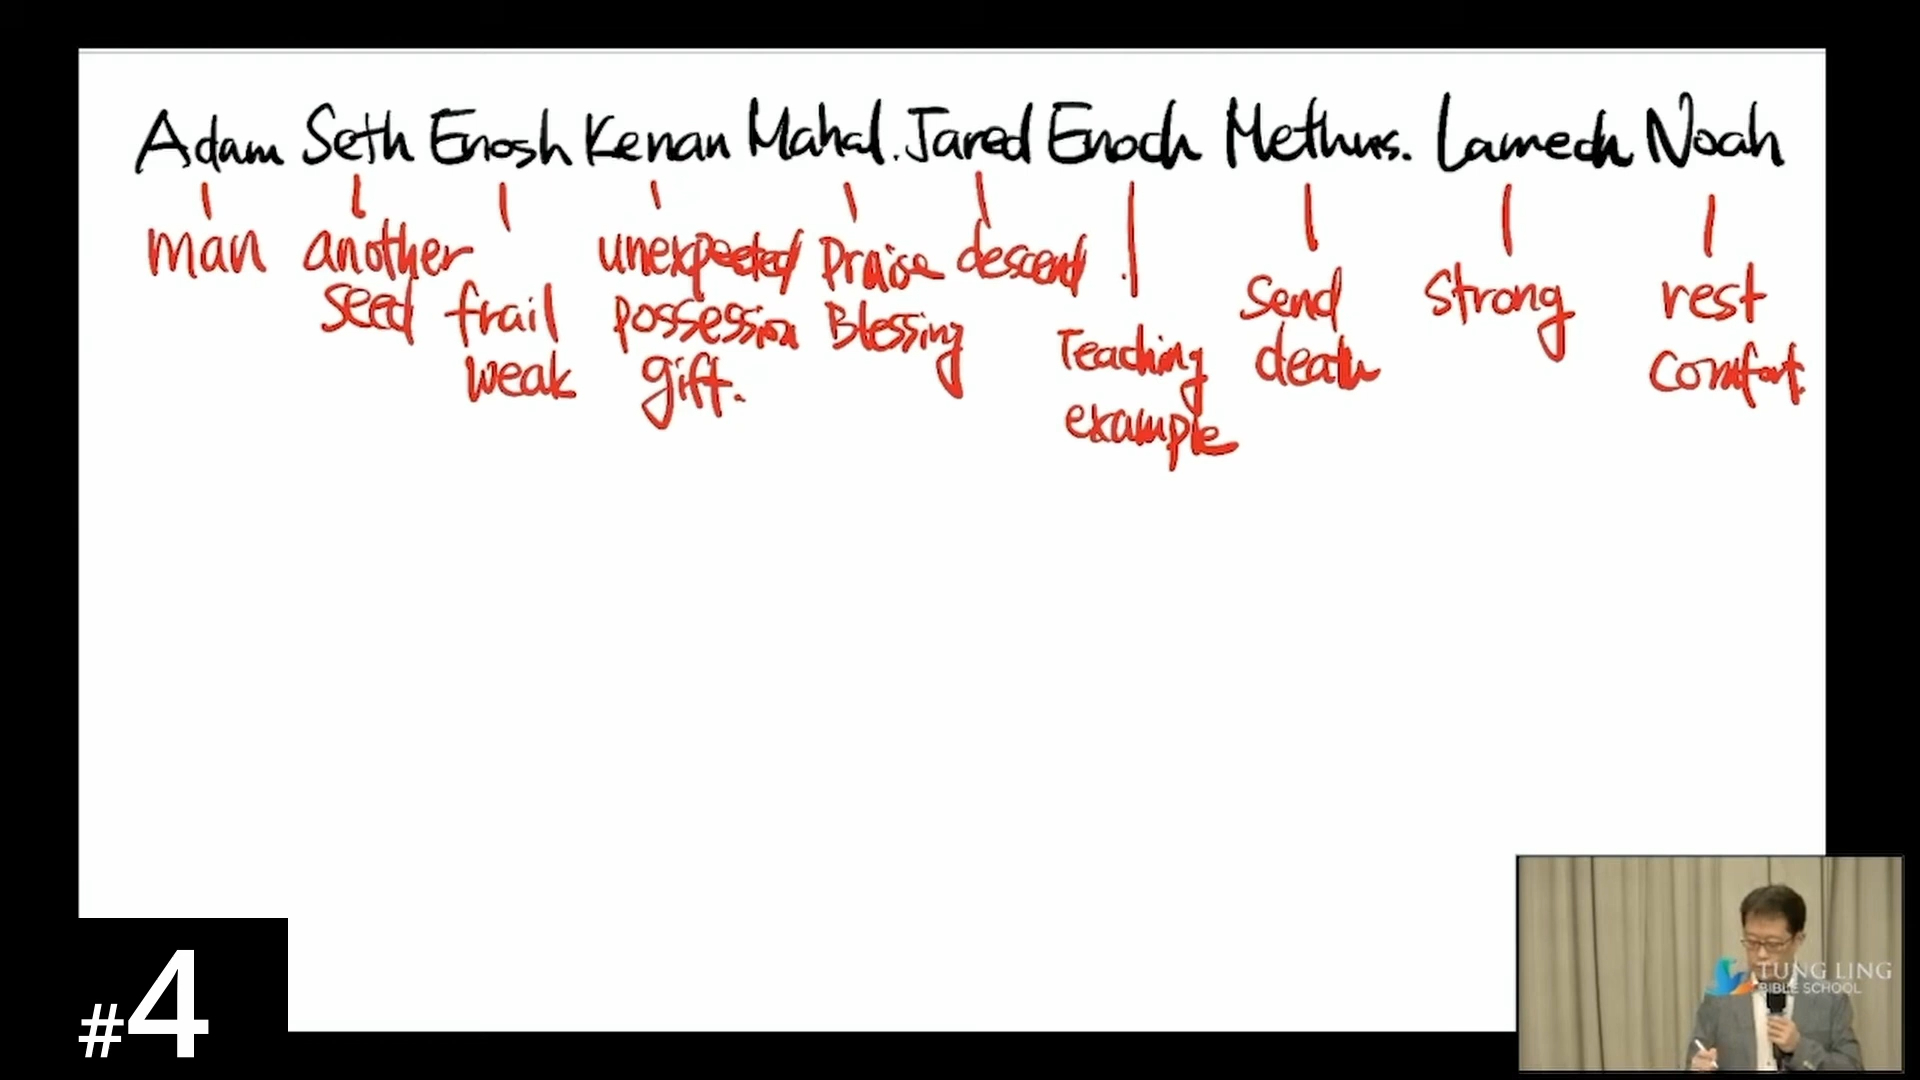 Adam Seth Enosh Kenan Mahal. Jared Enoch Methus. Lamech Noah
man
another
seed
frail
weak
unexpected
possession
gift.
Praise
Blessing
descend
Teaching
example
send
death
strong
rest
comfort.
#4
TUNG LING
BIBLE SCHOOL